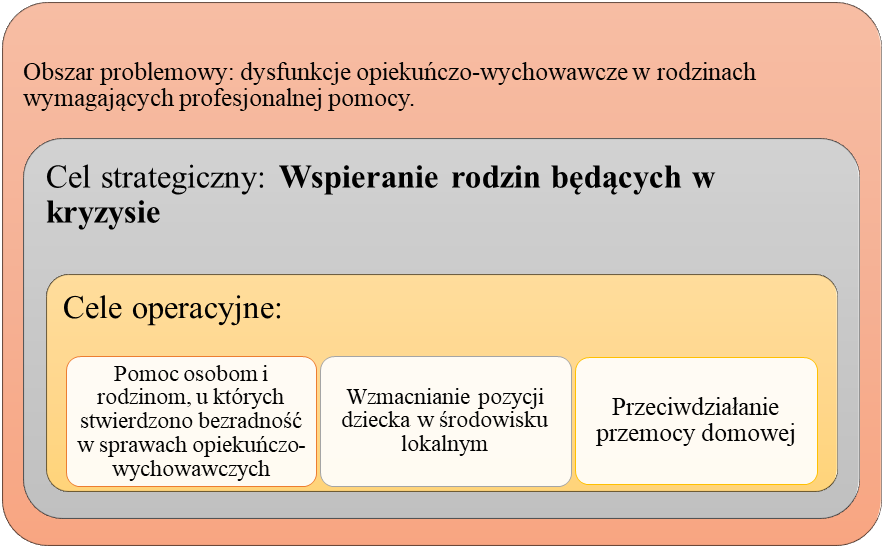 Obszar problemowy: dysfunkcje opiekuńczo-wychowawcze w rodzinach
wymagających profesjonalnej pomocy.
Cel strategiczny: Wspieranie rodzin będących w
kryzysie
Cele operacyjne:
Pomoc osobom i
rodzinom, u których
stwierdzono bezradność
w sprawach opiekuńczo-
wychowawczych
Wzmacnianie pozycji
dziecka w środowisku
lokalnym
Przeciwdziałanie
przemocy domowej